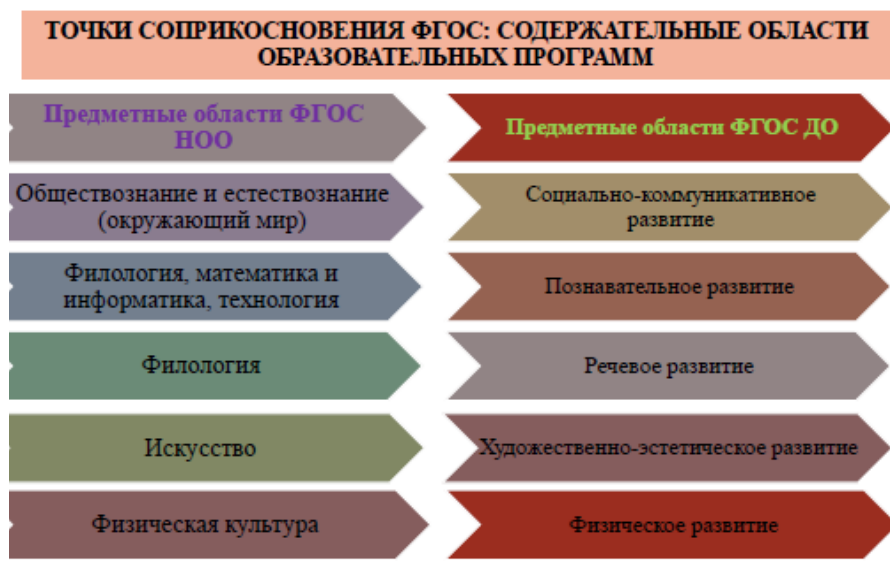 ТОЧКИ СОПРИКОСНОВЕНИЯ ФГОС: СОДЕРЖАТЕЛЬНЫЕ ОБЛАСТИ
ОБРАЗОВАТЕЛЬНЫХ ПРОГРАММ
Предметные области ФГОС
НОО
Предметные области ФГОС ДО
Обществознание и естествознание
(окружающий мир)
Социально-коммуникативное
развитие
Филология, математика и
информатика, технология
Познавательное развитие
Филология
Речевое развитие
Искусство
Художественно-эстетическое развитие
Физическая культура
Физическое развитие